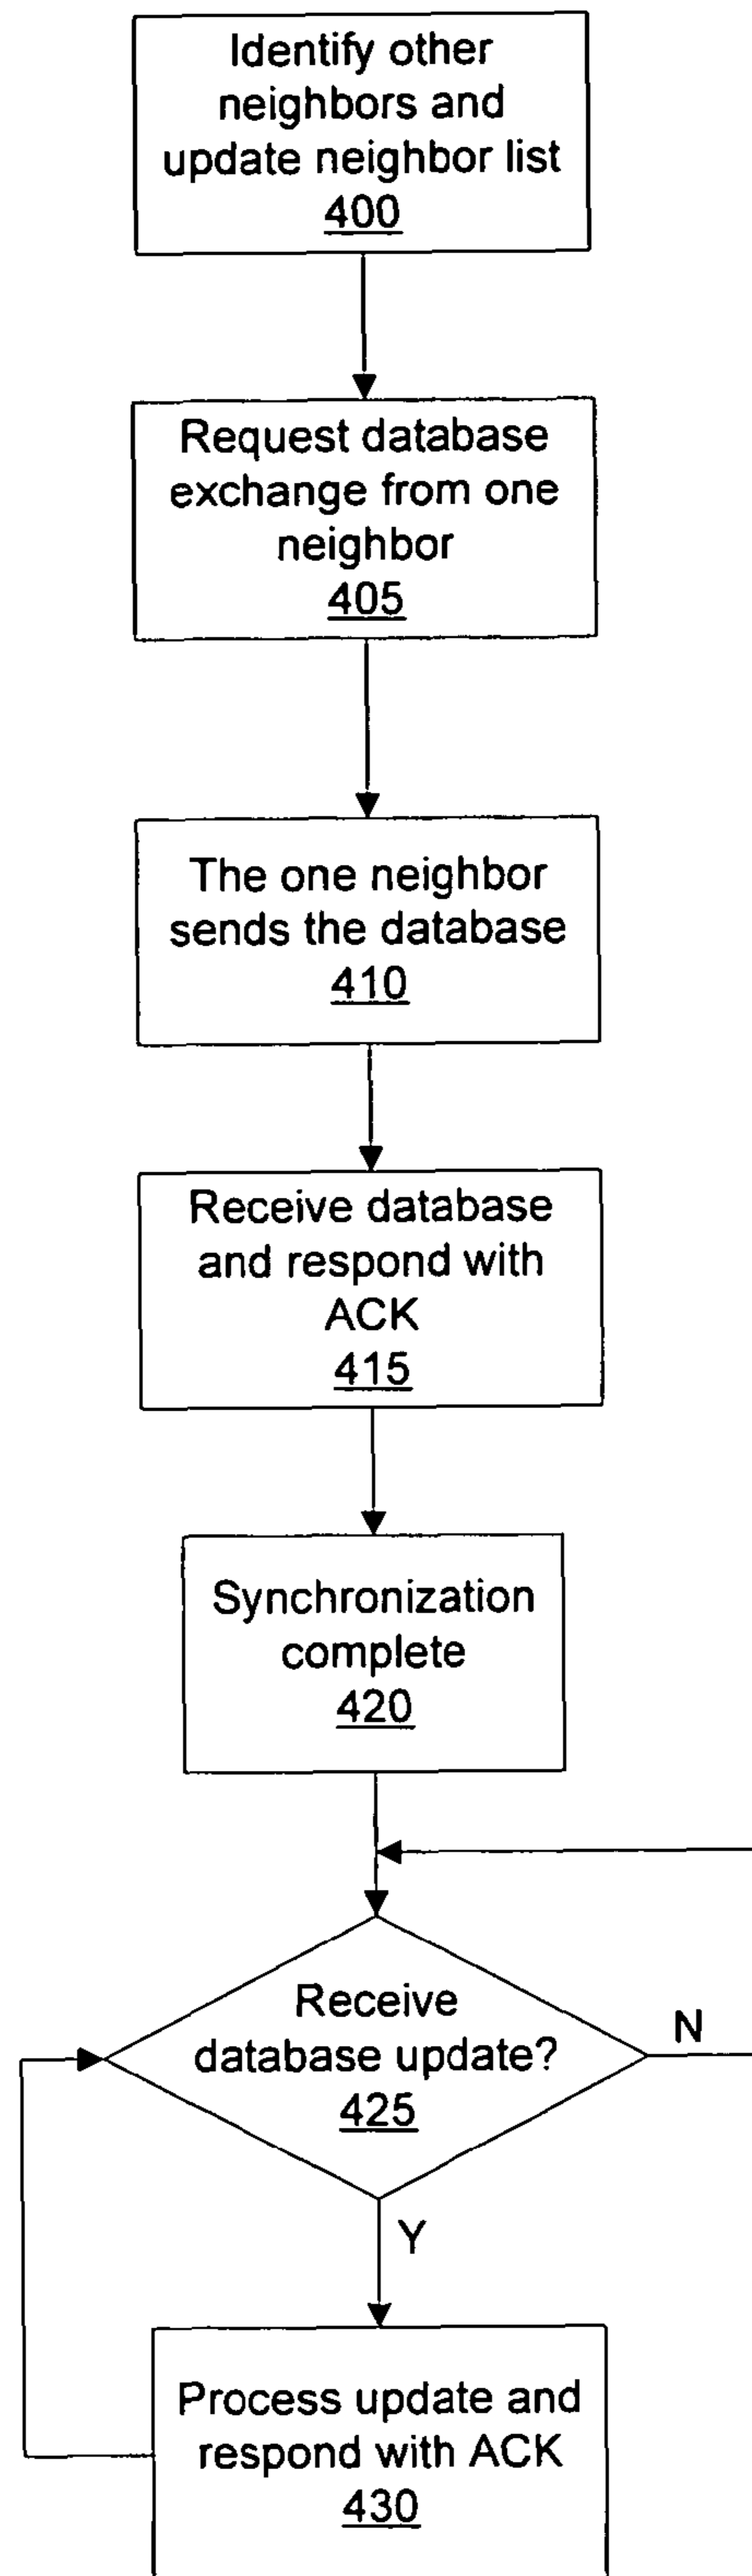 Identify other
neighbors and
update neighbor list
400
Request database
exchange from one
neighbor
405
The one neighbor
sends the database
410
Receive database
and respond with
ACK
415
Synchronization
complete
420
Receive
database update?
425
N
Y
Process update and
respond with ACK
430